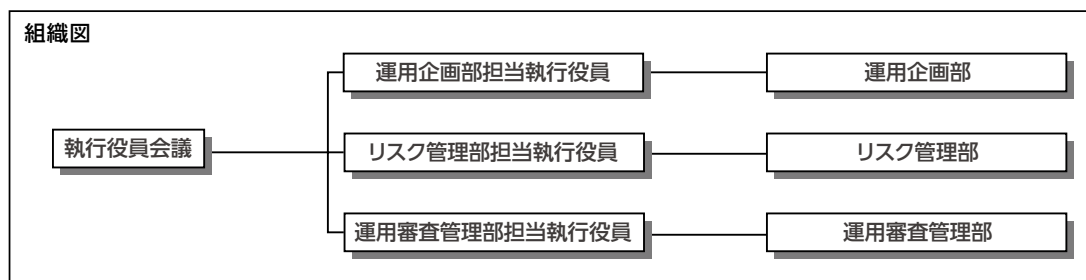 組織図
運用企画部担当執行役員
運用企画部
執行役員会議
リスク管理部担当執行役員
リスク管理部
運用審査管理部担当執行役員
運用審査管理部